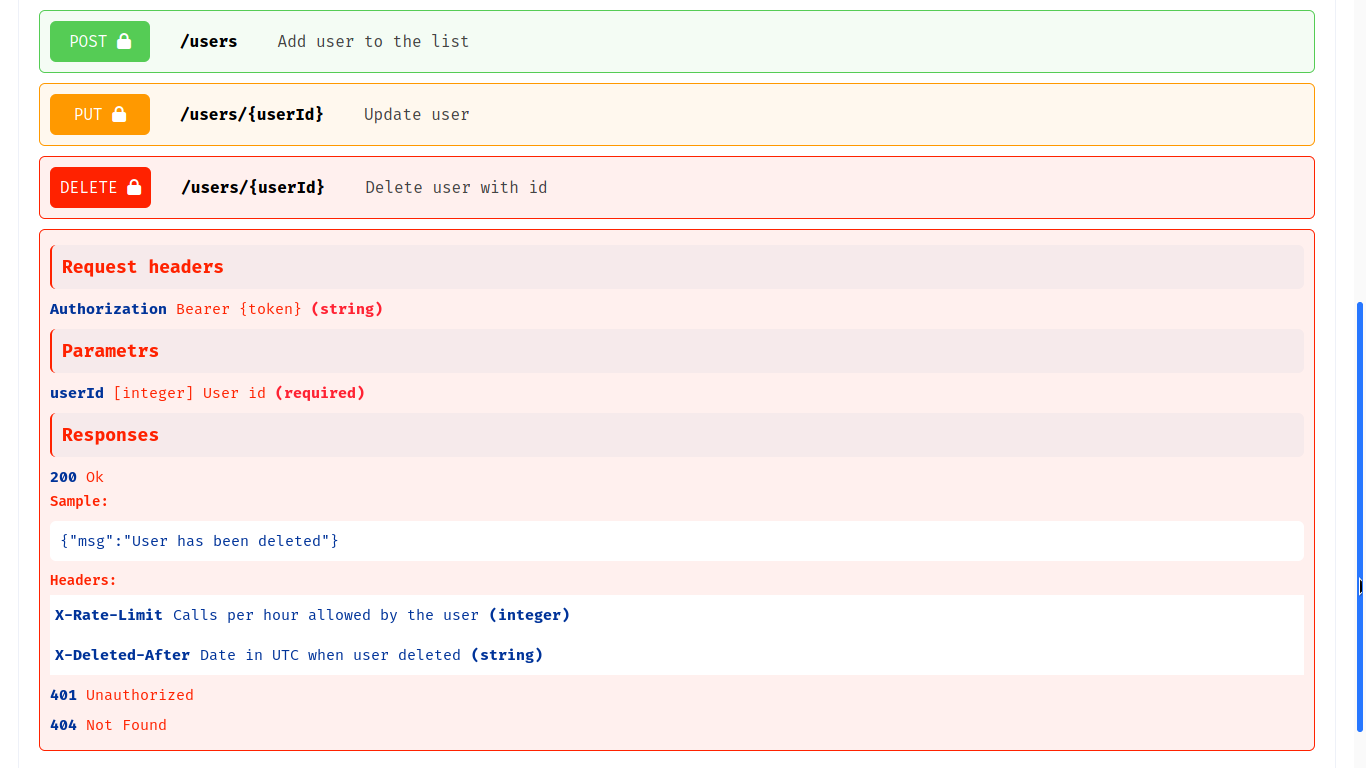 POST /users Add user to the list
PUT /users/{userId} Update user
DELETE /users/{userId} Delete user with id
Request headers
Authorization Bearer {token} (string)
Parametrs
userId [integer] User id (required)
Responses
200 Ok
Sample:
{"msg":"User has been deleted"}
Headers:
X-Rate-Limit Calls per hour allowed by the user (integer)
X-Deleted-After Date in UTC when user deleted (string)
401 Unauthorized
404 Not Found